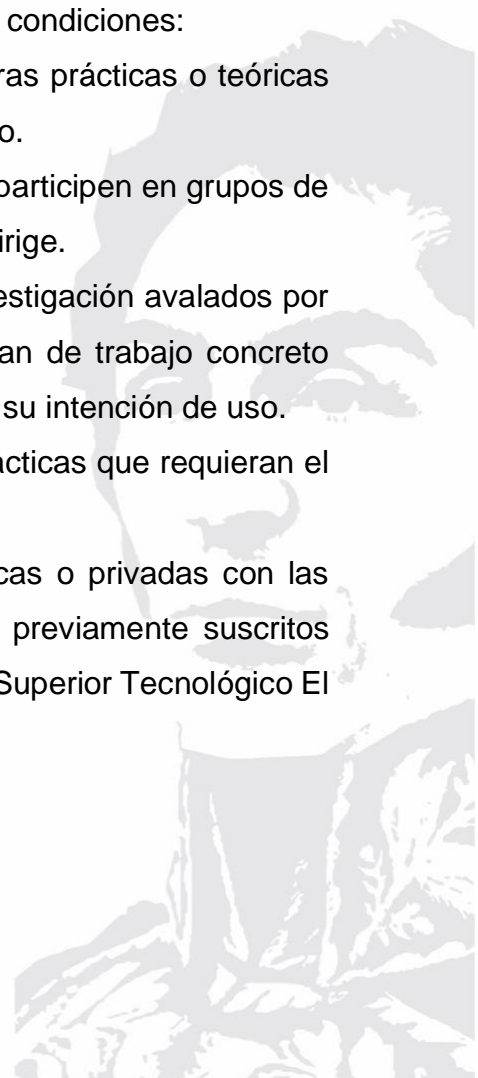 condiciones:
ras prácticas o teóricas
o.
participen en grupos de
irige.
estigación avalados por
an de trabajo concreto
su intención de uso.
acticas que requieran el
cas o privadas con las
previamente suscritos
Superior Tecnológico El